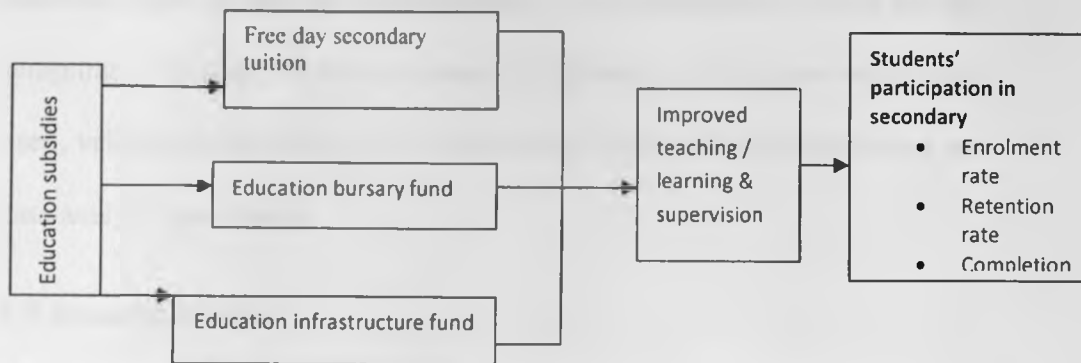 Education subsidies
Free day secondary
tuition
Education bursary fund
Education infrastructure fund
Improved
teaching /
learning &
supervision
Students'
participation in
secondary
• Enrolment
rate
• Retention
rate
• Completion